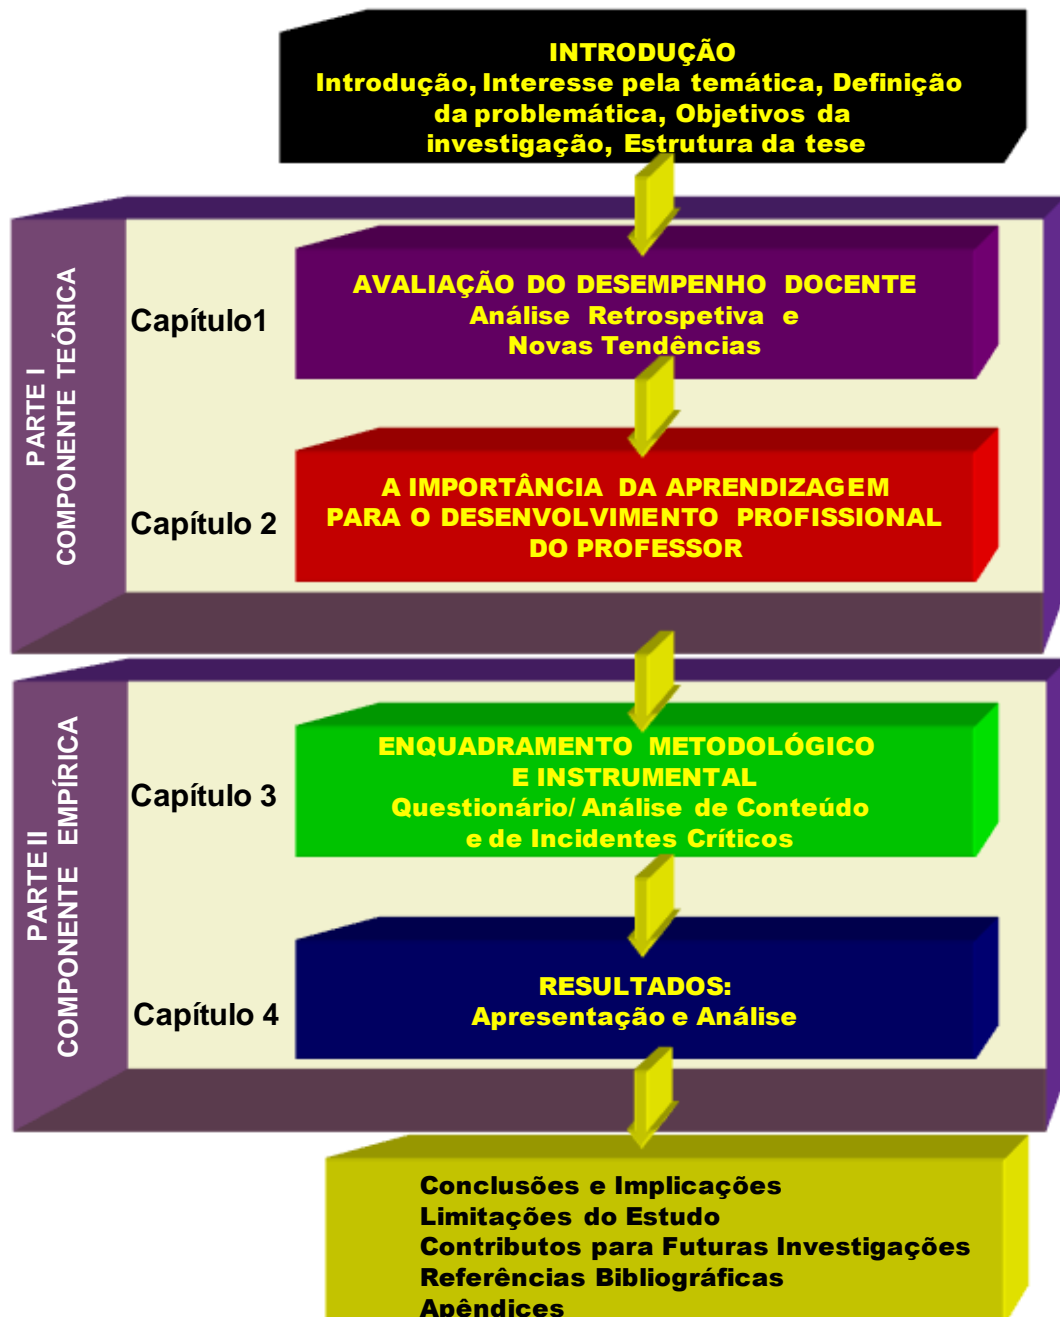 INTRODUÇÃO
Introdução, Interesse pela temática, Definição
da problemática, Objetivos da
investigação, Estrutura da tese
PARTE I
COMPONENTE TEÓRICA
Capítulo1
AVALIAÇÃO DO DESEMPENHO DOCENTE
Análise Retrospetiva e
Novas Tendências
Capítulo 2
A IMPORTÂNCIA DA APRENDIZAGEM
PARA O DESENVOLVIMENTO PROFISSIONAL
DO PROFESSOR
PARTE II
COMPONENTE EMPÍRICA
Capítulo 3
ENQUADRAMENTO METODOLÓGICO
E INSTRUMENTAL
Questionário/ Análise de Conteúdo
e de Incidentes Críticos
Capítulo 4
RESULTADOS:
Apresentação e Análise
Conclusões e Implicações
Limitações do Estudo
Contributos para Futuras Investigações
Referências Bibliográficas
Apêndices